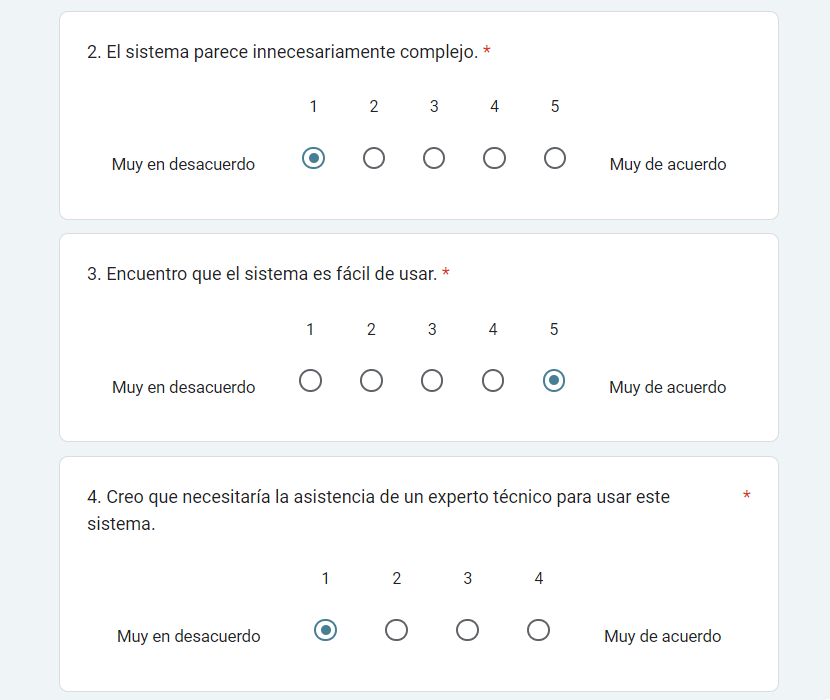 2. El sistema parece innecesariamente complejo. *
1 2 3 4 5
Muy en desacuerdo Muy de acuerdo
3. Encuentro que el sistema es fácil de usar. *
1 2 3 4 5
Muy en desacuerdo Muy de acuerdo
4. Creo que necesitaría la asistencia de un experto técnico para usar este *
sistema.
1 2 3 4
Muy en desacuerdo Muy de acuerdo